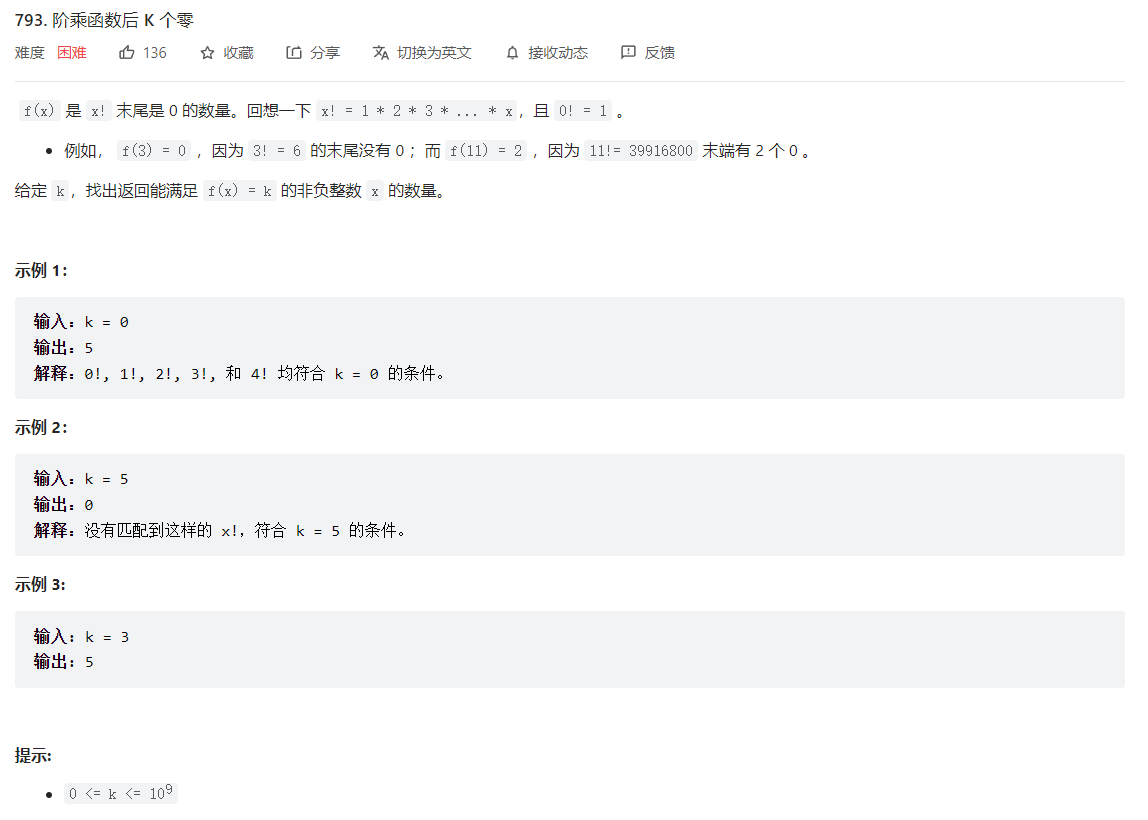 793. 阶乘函数后 K 个零
难度 困难 136 收藏 分享 切换为英文 接收动态 反馈
f(x) 是 x! 末尾是 0 的数量。回想一下 x! = 1 * 2 * 3 * ... * x，且 0! = 1 。
• 例如， f(3) = 0 ，因为 3! = 6 的末尾没有 0 ；而 f(11) = 2 ，因为 11!= 39916800 末端有 2 个 0 。
给定 k，找出返回能满足 f(x) = k 的非负整数 x 的数量。
示例 1：
输入：k = 0
输出：5
解释：0!, 1!, 2!, 3!, 和 4! 均符合 k = 0 的条件。
示例 2：
输入：k = 5
输出：0
解释：没有匹配到这样的 x!，符合 k = 5 的条件。
示例 3:
输入：k = 3
输出：5
提示:
• 0 <= k <= 10⁹